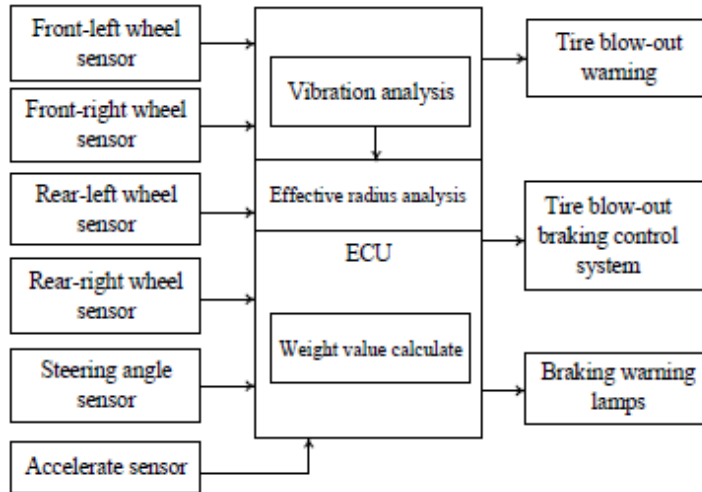 Front-left wheel
sensor
Front-right wheel
sensor
Rear-left wheel
sensor
Rear-right wheel
sensor
Steering angle
sensor
Accelerate sensor
Vibration analysis
Effective radius analysis
ECU
Weight value calculate
Tire blow-out
warning
Tire blow-out
braking control
system
Braking warning
lamps